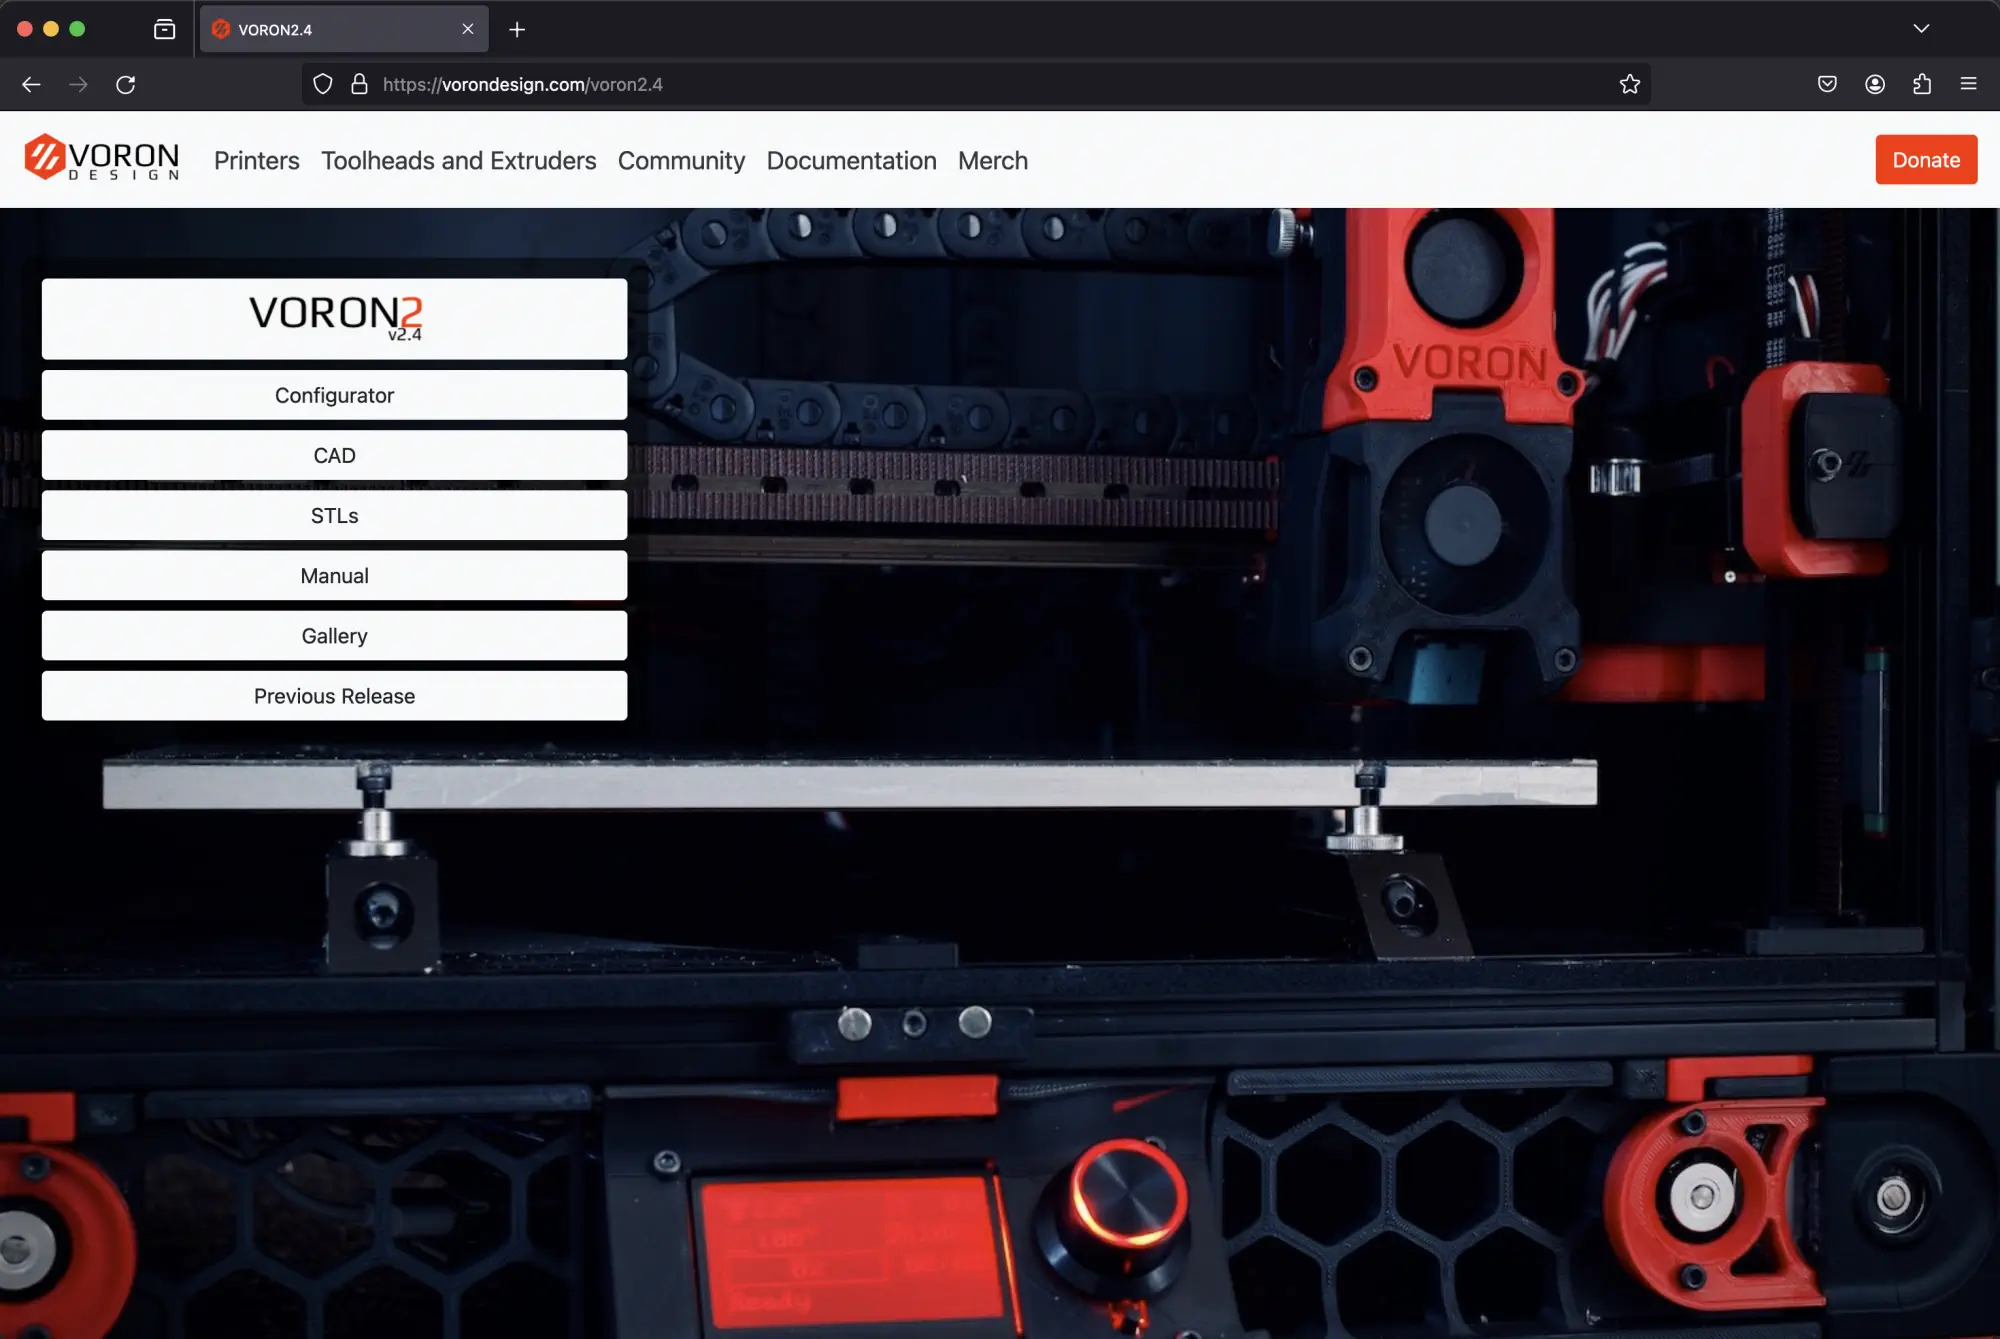 VORON2.4
https://vorondesign.com/voron2.4
VORON
DESIGN
Printers
Toolheads and Extruders
Community
Documentation
Merch
Donate
VORON2
v2.4
Configurator
CAD
STLs
Manual
Gallery
Previous Release
VORON
Ready